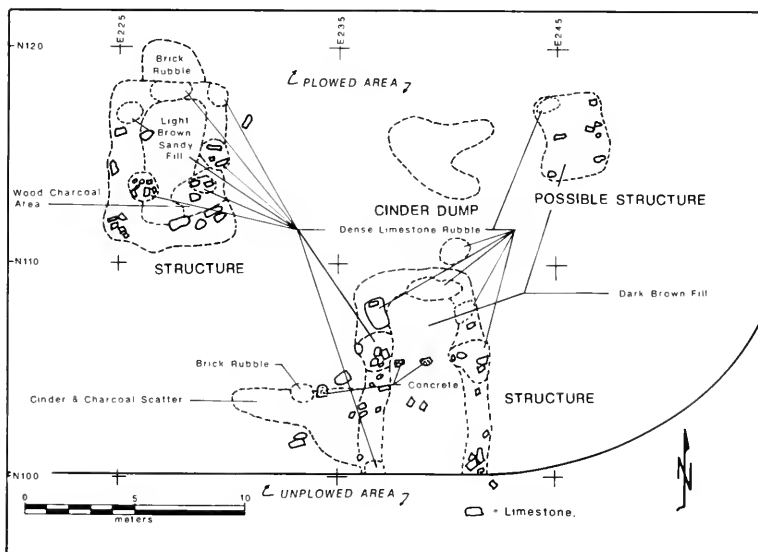 E225
E235
E245
N120
Brick
Rubble
PLOWED AREA
Light
Brown
Sandy
Fill
Wood Charcoal
Area
CINDER DUMP
POSSIBLE STRUCTURE
Dense Limestone Rubble
N110
STRUCTURE
Dark Brown Fill
Brick Rubble
Concrete
Cinder & Charcoal Scatter
STRUCTURE
N
N100
UNPLOWED AREA
0 5 10
meters
= Limestone.